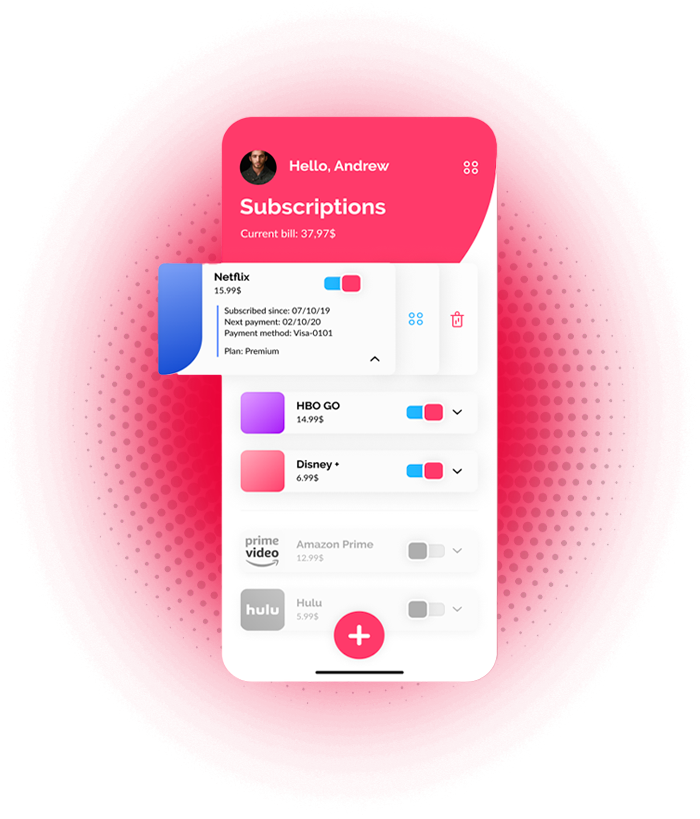 Hello, Andrew
Subscriptions
Current bill: 37,97$
Netflix
15.99$
Subscribed since: 07/10/19
Next payment: 02/10/20
Payment method: Visa-0101
Plan: Premium
HBO GO
14.99$
Disney +
6.99$
prime
video
Amazon Prime
12.99$
hulu
Hulu
5.99$